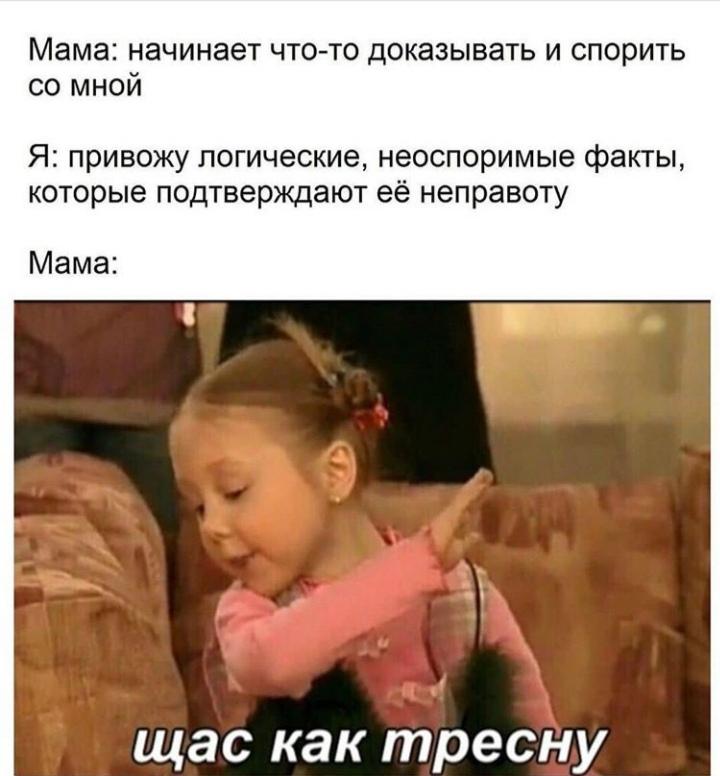 Мама: начинает что-то доказывать и спорить
со мной
Я: привожу логические, неоспоримые факты,
которые подтверждают её неправоту
Мама:
щас как тресну